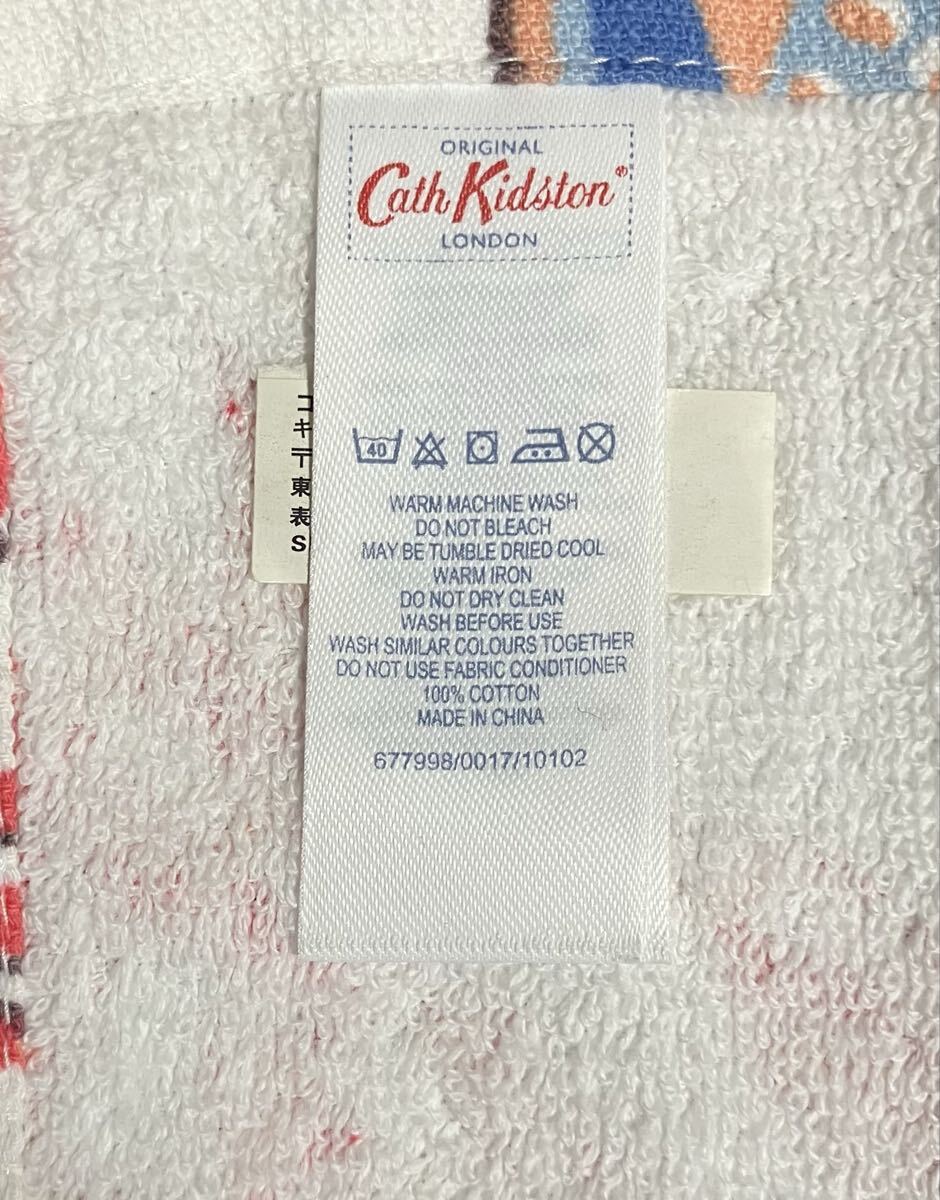 ORIGINAL
Cath Kidston®
LONDON
40
WARM MACHINE WASH
DO NOT BLEACH
MAY BE TUMBLE DRIED COOL
WARM IRON
DO NOT DRY CLEAN
WASH BEFORE USE
WASH SIMILAR COLOURS TOGETHER
DO NOT USE FABRIC CONDITIONER
100% COTTON
MADE IN CHINA
677998/0017/10102
コ
キ
〒
東
表
S